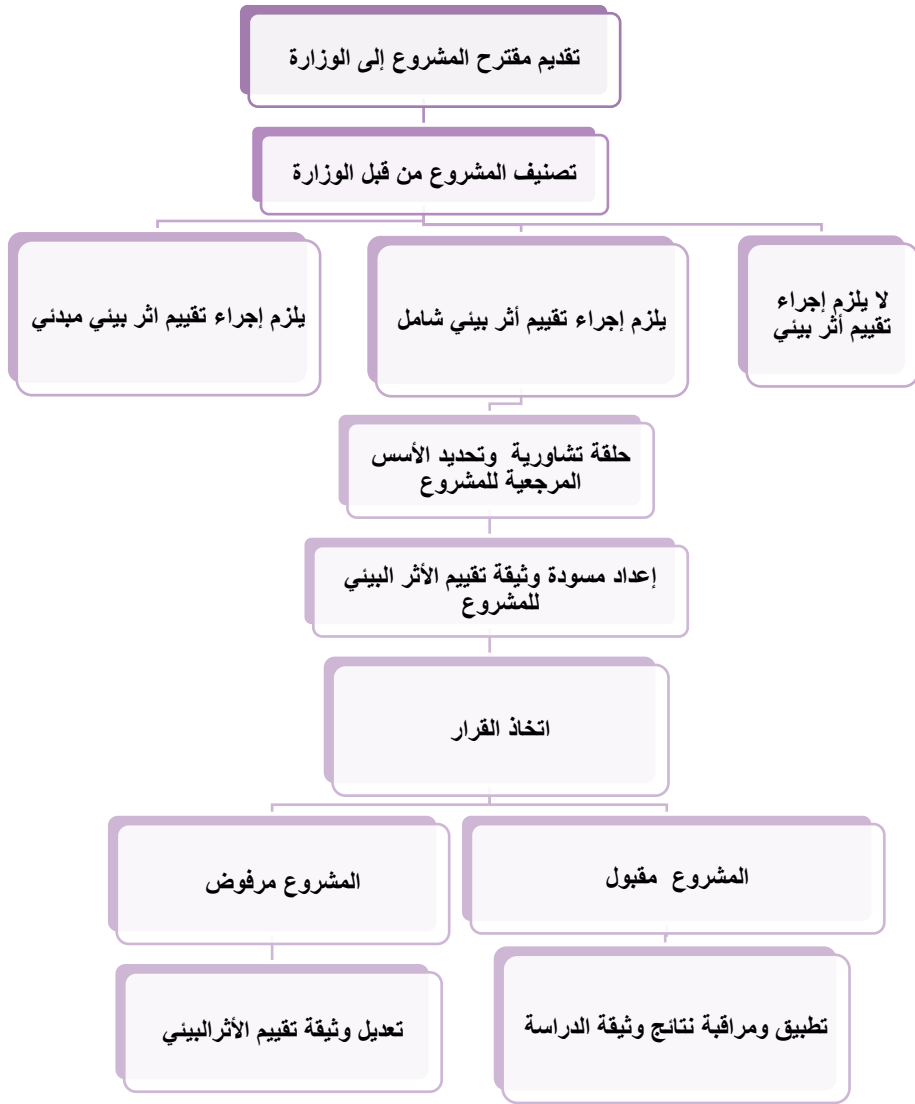 تقديم مقترح المشروع إلى الوزارة
تصنيف المشروع من قبل الوزارة
لا يلزم إجراء
تقييم أثر بيئي
يلزم إجراء تقييم أثر بيئي شامل
يلزم إجراء تقييم اثر بيئي مبدئي
حلقة تشاورية وتحديد الأسس
المرجعية للمشروع
إعداد مسودة وثيقة تقييم الأثر البيئي
للمشروع
اتخاذ القرار
المشروع مقبول
المشروع مرفوض
تطبيق ومراقبة نتائج وثيقة الدراسة
تعديل وثيقة تقييم الأثرالبيئي